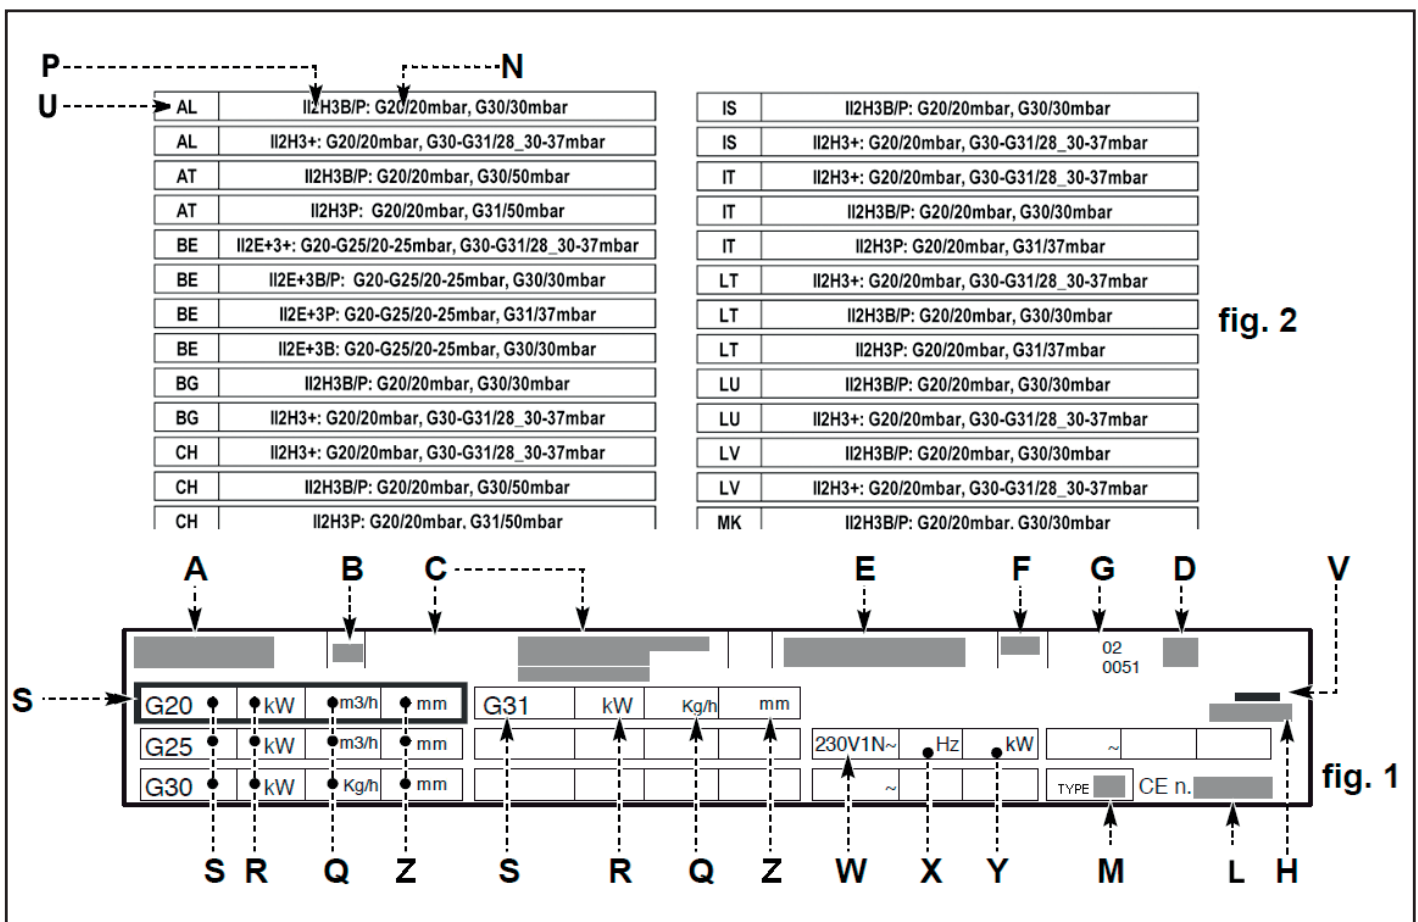 P N
U
AL II2H3B/P: G20/20mbar, G30/30mbar
AL II2H3+: G20/20mbar, G30-G31/28_30-37mbar
AT II2H3B/P: G20/20mbar, G30/50mbar
AT II2H3P: G20/20mbar, G31/50mbar
BE II2E+3+: G20-G25/20-25mbar, G30-G31/28_30-37mbar
BE II2E+3B/P: G20-G25/20-25mbar, G30/30mbar
BE II2E+3P: G20-G25/20-25mbar, G31/37mbar
BE II2E+3B: G20-G25/20-25mbar, G30/30mbar
BG II2H3B/P: G20/20mbar, G30/30mbar
BG II2H3+: G20/20mbar, G30-G31/28_30-37mbar
CH II2H3+: G20/20mbar, G30-G31/28_30-37mbar
CH II2H3B/P: G20/20mbar, G30/50mbar
CH II2H3P: G20/20mbar, G31/50mbar
IS II2H3B/P: G20/20mbar, G30/30mbar
IS II2H3+: G20/20mbar, G30-G31/28_30-37mbar
IT II2H3+: G20/20mbar, G30-G31/28_30-37mbar
IT II2H3B/P: G20/20mbar, G30/30mbar
IT II2H3P: G20/20mbar, G31/37mbar
LT II2H3+: G20/20mbar, G30-G31/28_30-37mbar
LT II2H3B/P: G20/20mbar, G30/30mbar
LT II2H3P: G20/20mbar, G31/37mbar
LU II2H3B/P: G20/20mbar, G30/30mbar
LU II2H3+: G20/20mbar, G30-G31/28_30-37mbar
LV II2H3B/P: G20/20mbar, G30/30mbar
LV II2H3+: G20/20mbar, G30-G31/28_30-37mbar
MK II2H3B/P: G20/20mbar, G30/30mbar
fig. 2
A B C E F G D V
02
0051
S G20 kW m3/h mm G31 kW Kg/h mm
G25 kW m3/h mm 230V1N~ Hz kW ~
G30 kW Kg/h mm ~ TYPE CE n.
fig. 1
S R Q Z S R Q Z W X Y M L H